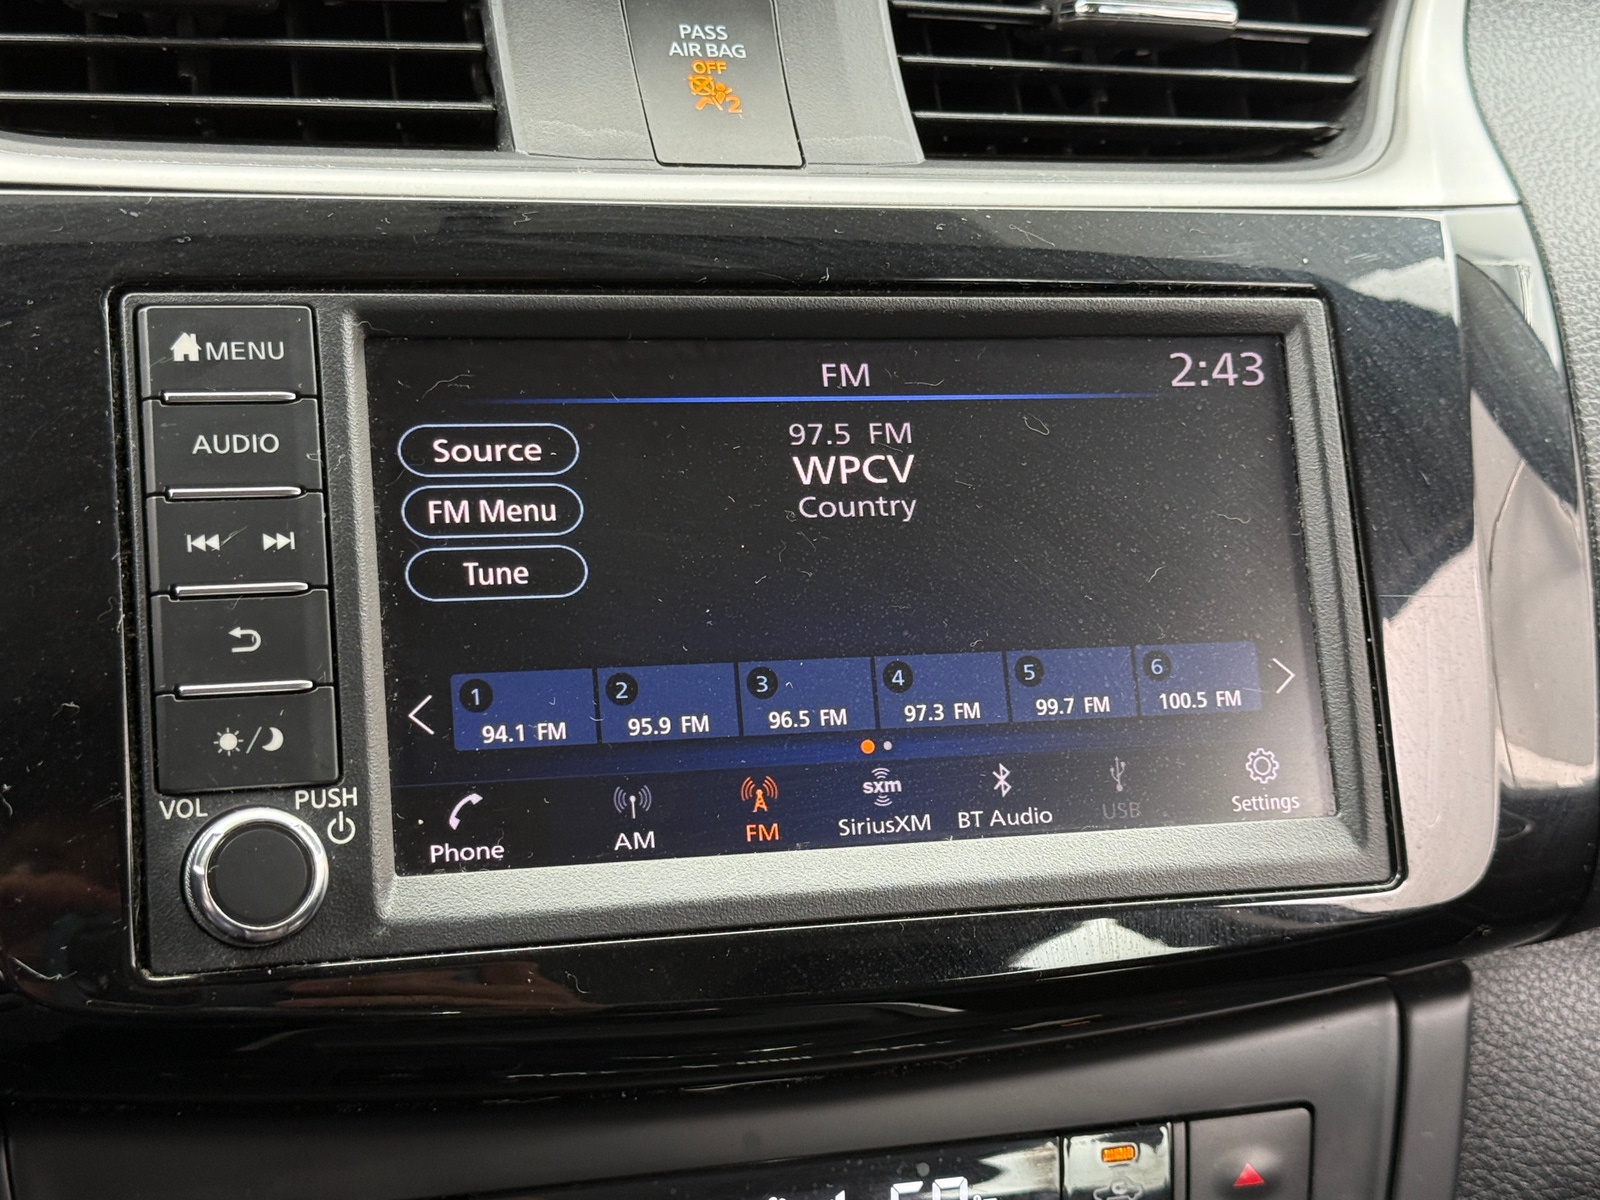 PASS
AIR BAG
OFF
2
MENU
AUDIO
VOL
PUSH
FM
2:43
Source
FM Menu
Tune
97.5 FM
WPCV
Country
1
94.1 FM
2
95.9 FM
3
96.5 FM
4
97.3 FM
5
99.7 FM
6
100.5 FM
Phone
AM
FM
sxm
SiriusXM
BT Audio
USB
Settings